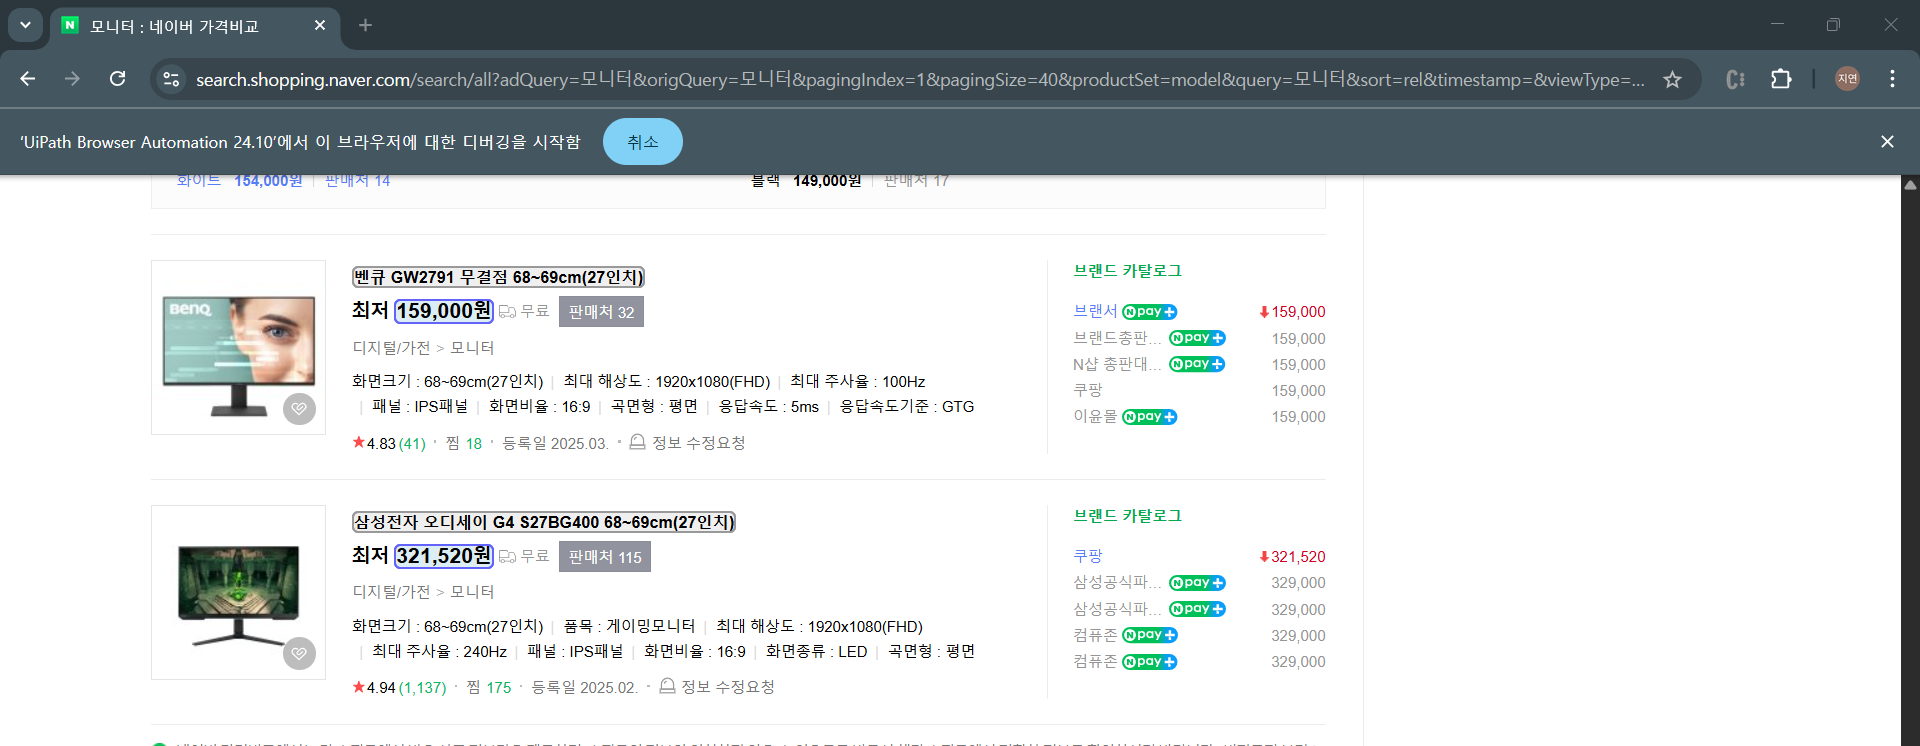 모니터 : 네이버 가격비교
search.shopping.naver.com/search/all?adQuery=모니터&origQuery=모니터&pagingIndex=1&pagingSize=40&productSet=model&query=모니터&sort=rel&timestamp=&viewType=...
지연
'UiPath Browser Automation 24.10'에서 이 브라우저에 대한 디버깅을 시작함 취소
화이트 154,000원 판매처 14 블랙 149,000원 판매처 17
벤큐 GW2791 무결점 68~69cm(27인치)
최저 159,000원 무료 판매처 32
디지털/가전 > 모니터
화면크기 : 68~69cm(27인치) | 최대 해상도 : 1920x1080(FHD) | 최대 주사율 : 100Hz
| 패널 : IPS패널 | 화면비율 : 16:9 | 곡면형 : 평면 | 응답속도 : 5ms | 응답속도기준 : GTG
★4.83 (41) · 찜 18 · 등록일 2025.03. · 정보 수정요청
BenQ
브랜드 카탈로그
브랜서 N pay + 159,000
브랜드총판... N pay + 159,000
N샵 총판대... N pay + 159,000
쿠팡 159,000
이윤몰 N pay + 159,000
삼성전자 오디세이 G4 S27BG400 68~69cm(27인치)
최저 321,520원 무료 판매처 115
디지털/가전 > 모니터
화면크기 : 68~69cm(27인치) | 품목 : 게이밍모니터 | 최대 해상도 : 1920x1080(FHD)
| 최대 주사율 : 240Hz | 패널 : IPS패널 | 화면비율 : 16:9 | 화면종류 : LED | 곡면형 : 평면
★4.94 (1,137) · 찜 175 · 등록일 2025.02. · 정보 수정요청
브랜드 카탈로그
쿠팡 321,520
삼성공식파... N pay + 329,000
삼성공식파... N pay + 329,000
컴퓨존 N pay + 329,000
컴퓨존 N pay + 329,000